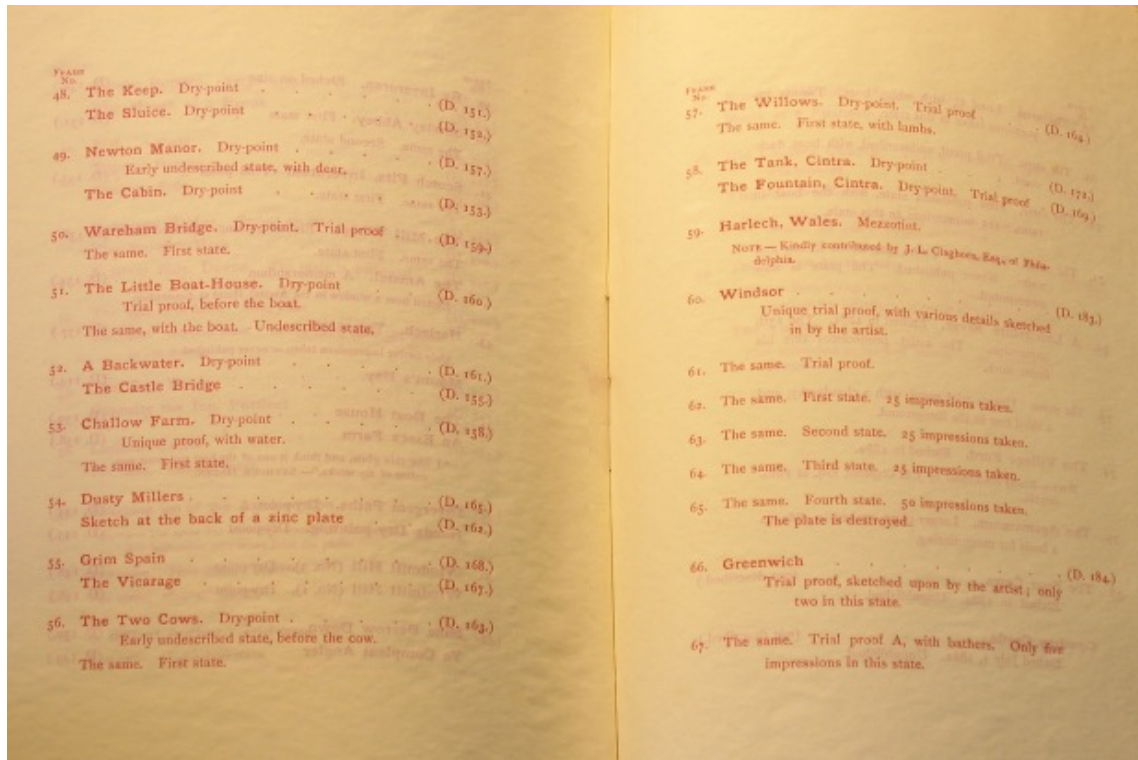 Frame
No.
48. The Keep. Dry-point . . . . . . (D. 151.)
The Sluice. Dry-point . . . . . (D. 152.)
49. Newton Manor. Dry-point . . . . . (D. 157.)
Early undescribed state, with deer.
The Cabin. Dry-point . . . . . (D. 153.)
50. Wareham Bridge. Dry-point. Trial proof . (D. 159.)
The same. First state.
51. The Little Boat-House. Dry-point . . . (D. 160.)
Trial proof, before the boat.
The same, with the boat. Undescribed state.
52. A Backwater. Dry-point . . . . . (D. 161.)
The Castle Bridge . . . . . . (D. 155.)
53. Challow Farm. Dry-point . . . . . (D. 158.)
Unique proof, with water.
The same. First state.
54. Dusty Millers . . . . . . . (D. 165.)
Sketch at the back of a zinc plate . . . (D. 162.)
55. Grim Spain . . . . . . . (D. 168.)
The Vicarage . . . . . . . (D. 167.)
56. The Two Cows. Dry-point . . . . . (D. 163.)
Early undescribed state, before the cow.
The same. First state.
Frame
No.
57. The Willows. Dry-point. Trial proof . . . (D. 164.)
The same. First state, with lambs.
58. The Tank, Cintra. Dry-point . . . . (D. 172.)
The Fountain, Cintra. Dry-point. Trial proof . (D. 169.)
59. Harlech, Wales. Mezzotint.
Note — Kindly contributed by J. L. Claghorn, Esq., of Phila-
delphia.
60. Windsor . . . . . . . (D. 183.)
Unique trial proof, with various details sketched
in by the artist.
61. The same. Trial proof.
62. The same. First state. 25 impressions taken.
63. The same. Second state. 25 impressions taken.
64. The same. Third state. 25 impressions taken.
65. The same. Fourth state. 50 impressions taken.
The plate is destroyed.
66. Greenwich . . . . . . (D. 184.)
Trial proof, sketched upon by the artist; only
two in this state.
67. The same. Trial proof A, with bathers. Only five
impressions in this state.